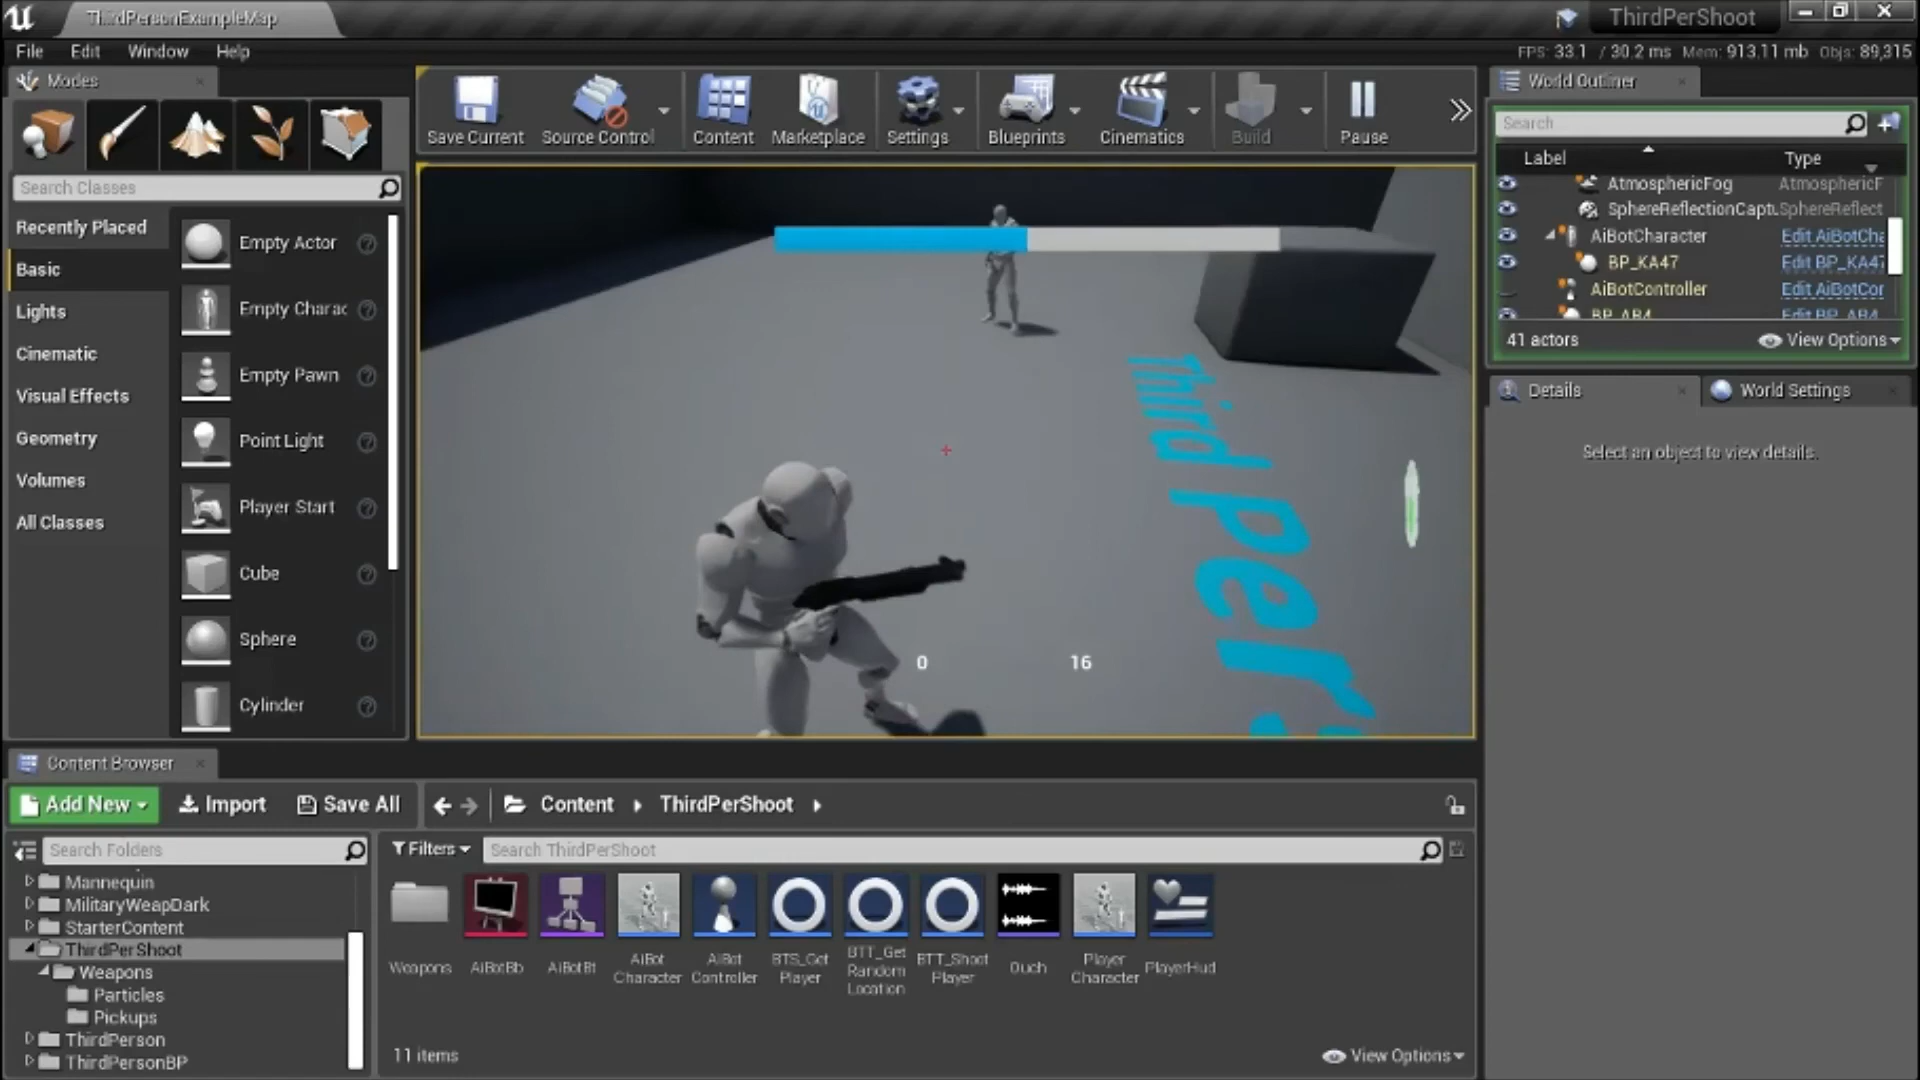 ThirdPersonExampleMap
ThirdPerShoot
File Edit Window Help
FPS: 33.1 / 30.2 ms Mem: 913.11 mb Objs: 89,315
Modes
Save Current Source Control Content Marketplace Settings Blueprints Cinematics Build Pause
World Outliner
Search
Label Type
AtmosphericFog AtmosphericF
SphereReflectionCaptu SphereReflect
AiBotCharacter Edit AiBotCha
BP_KA47 Edit BP_KA47
AiBotController Edit AiBotCor
BP_AR4 Edit BP_AR4
41 actors View Options
Search Classes
Recently Placed
Basic
Lights
Cinematic
Visual Effects
Geometry
Volumes
All Classes
Empty Actor
Empty Charac
Empty Pawn
Point Light
Player Start
Cube
Sphere
Cylinder
Third Pers
0 16
Details World Settings
Select an object to view details.
Content Browser
Add New Import Save All Content ThirdPerShoot
Search Folders
Filters Search ThirdPerShoot
Mannequin
MilitaryWeapDark
StarterContent
ThirdPerShoot
Weapons
Particles
Pickups
ThirdPerson
ThirdPersonBP
Weapons
AiBotBb
AiBotBt
AiBot
Character
AiBot
Controller
BTS_Get
Player
BTT_Get
Random
Location
BTT_Shoot
Player
Ouch
Player
Character
PlayerHud
11 items View Options